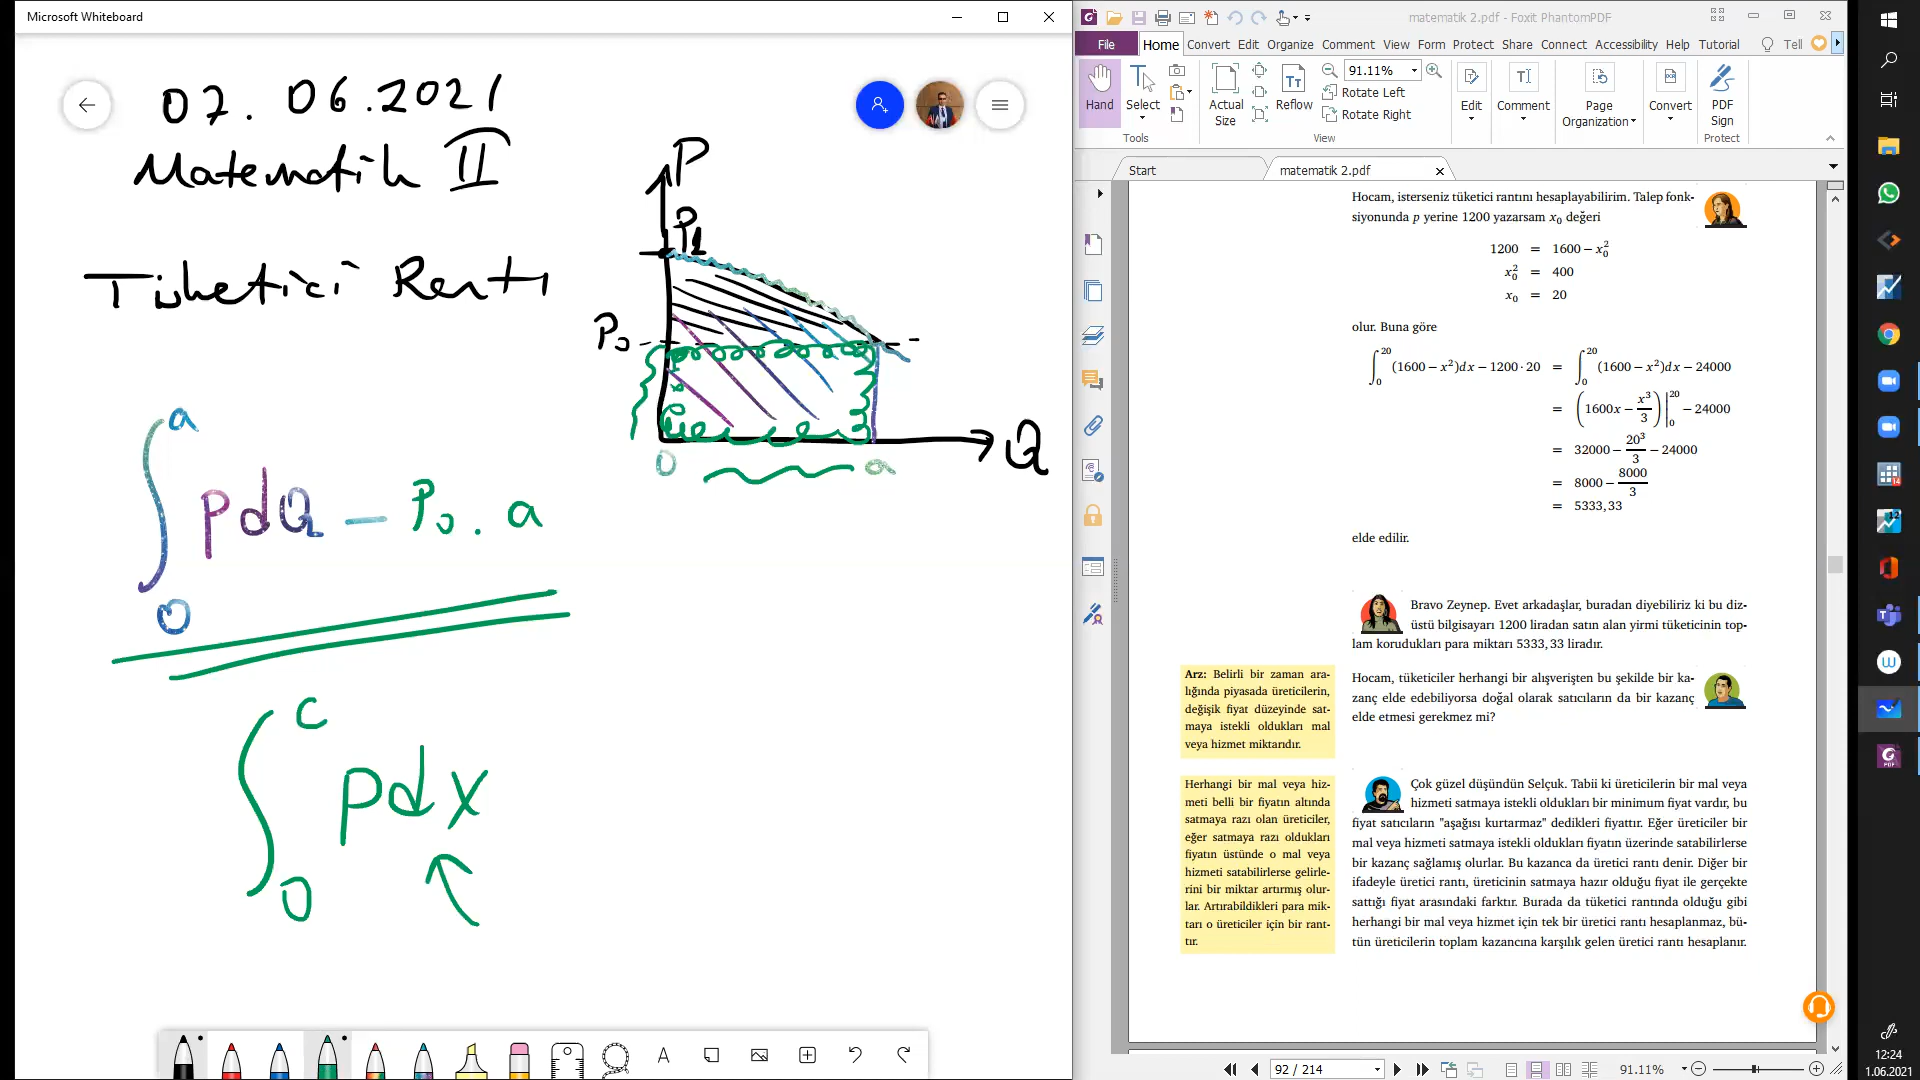 Microsoft Whiteboard
07. 06.2021
Matematik II
Tüketici Rantı
P
P1
P0
0
a
Q
∫ a 0 PdQ − P0 . a
∫ c 0 pdx
matematik 2.pdf - Foxit PhantomPDF
File Home Convert Edit Organize Comment View Form Protect Share Connect Accessibility Help Tutorial Tell
Hand
Select
Actual Size
Reflow
91.11%
Rotate Left
Rotate Right
Edit
Comment
Page Organization
Convert
PDF Sign
Tools
View
Protect
Start
matematik 2.pdf
Hocam, isterseniz tüketici rantını hesaplayabilirim. Talep fonk-
siyonunda p yerine 1200 yazarsam x0 değeri
1200 = 1600 − x0²
x0² = 400
x0 = 20
olur. Buna göre
∫ 20 0 (1600 − x²)dx − 1200 · 20 = ∫ 20 0 (1600 − x²)dx − 24000
= (1600x − x³/3) | 20 0 − 24000
= 32000 − 20³/3 − 24000
= 8000 − 8000/3
= 5333,33
elde edilir.
Bravo Zeynep. Evet arkadaşlar, buradan diyebiliriz ki bu diz-
üstü bilgisayarı 1200 liradan satın alan yirmi tüketicinin top-
lam korudukları para miktarı 5333,33 liradır.
Arz: Belirli bir zaman ara-
lığında piyasada üreticilerin,
değişik fiyat düzeyinde sat-
maya istekli oldukları mal
veya hizmet miktarıdır.
Hocam, tüketiciler herhangi bir alışverişten bu şekilde bir ka-
zanç elde edebiliyorsa doğal olarak satıcıların da bir kazanç
elde etmesi gerekmez mi?
Herhangi bir mal veya hiz-
meti belli bir fiyatın altında
satmaya razı olan üreticiler,
eğer satmaya razı oldukları
fiyatın üstünde o mal veya
hizmeti satabilirlerse gelirle-
rini bir miktar artırmış olur-
lar. Artırabildikleri para mik-
tarı o üreticiler için bir rant-
tır.
Çok güzel düşündün Selçuk. Tabii ki üreticilerin bir mal veya
hizmeti satmaya istekli oldukları bir minimum fiyat vardır, bu
fiyat satıcıların "aşağısı kurtarmaz" dedikleri fiyattır. Eğer üreticiler bir
mal veya hizmeti satmaya istekli oldukları fiyatın üzerinde satabilirlerse
bir kazanç sağlamış olurlar. Bu kazanca da üretici rantı denir. Diğer bir
ifadeyle üretici rantı, üreticinin satmaya hazır olduğu fiyat ile gerçekte
sattığı fiyat arasındaki farktır. Burada da tüketici rantında olduğu gibi
herhangi bir mal veya hizmet için tek bir üretici rantı hesaplanmaz, bü-
tün üreticilerin toplam kazancına karşılık gelen üretici rantı hesaplanır.
92 / 214
91.11%
12:24
1.06.2021